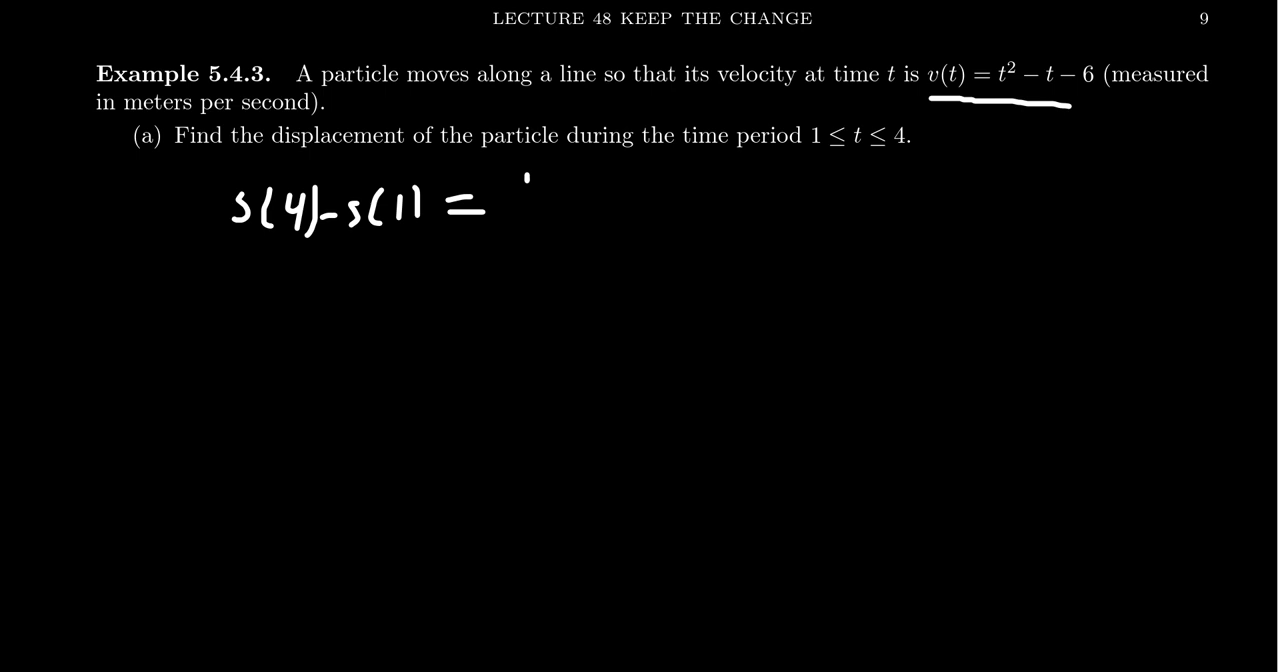 LECTURE 48 KEEP THE CHANGE 9
Example 5.4.3. A particle moves along a line so that its velocity at time t is v(t) = t² − t − 6 (measured
in meters per second).
(a) Find the displacement of the particle during the time period 1 ≤ t ≤ 4.
s(4)-s(1) =